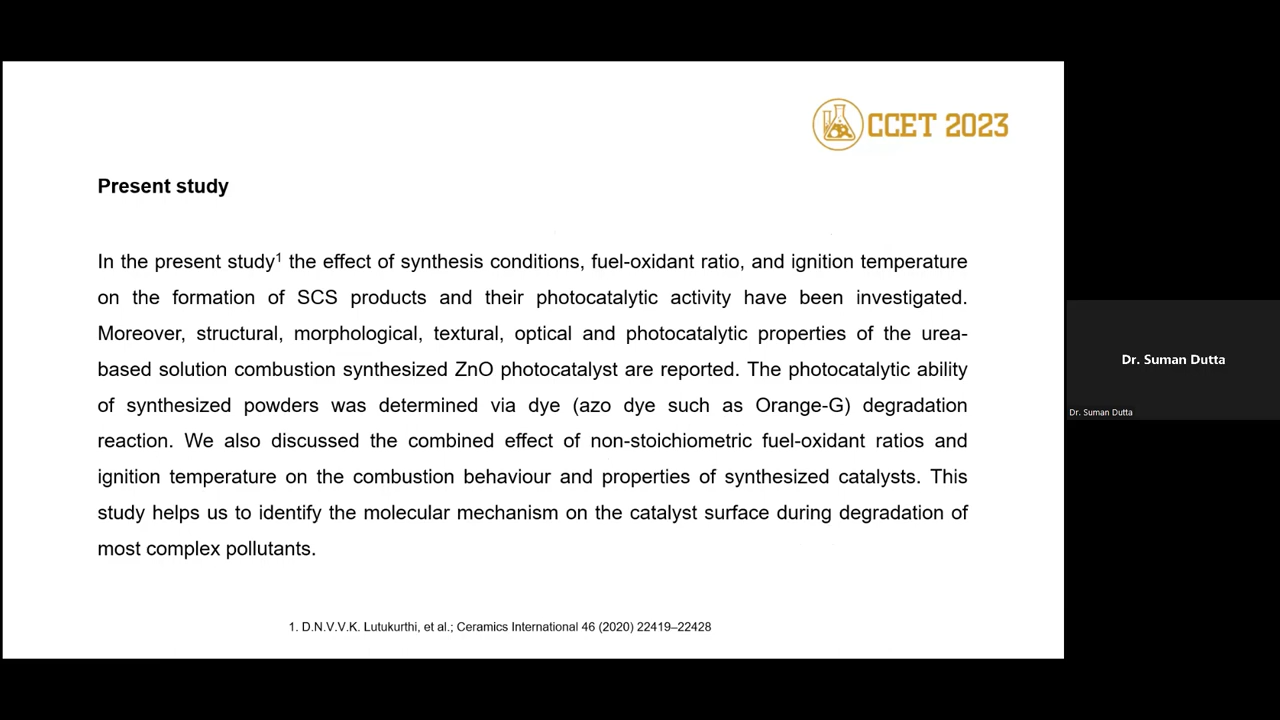 CCET 2023
Present study
In the present study¹ the effect of synthesis conditions, fuel-oxidant ratio, and ignition temperature
on the formation of SCS products and their photocatalytic activity have been investigated.
Moreover, structural, morphological, textural, optical and photocatalytic properties of the urea-
based solution combustion synthesized ZnO photocatalyst are reported. The photocatalytic ability
of synthesized powders was determined via dye (azo dye such as Orange-G) degradation
reaction. We also discussed the combined effect of non-stoichiometric fuel-oxidant ratios and
ignition temperature on the combustion behaviour and properties of synthesized catalysts. This
study helps us to identify the molecular mechanism on the catalyst surface during degradation of
most complex pollutants.
1. D.N.V.V.K. Lutukurthi, et al.; Ceramics International 46 (2020) 22419–22428
Dr. Suman Dutta
Dr. Suman Dutta